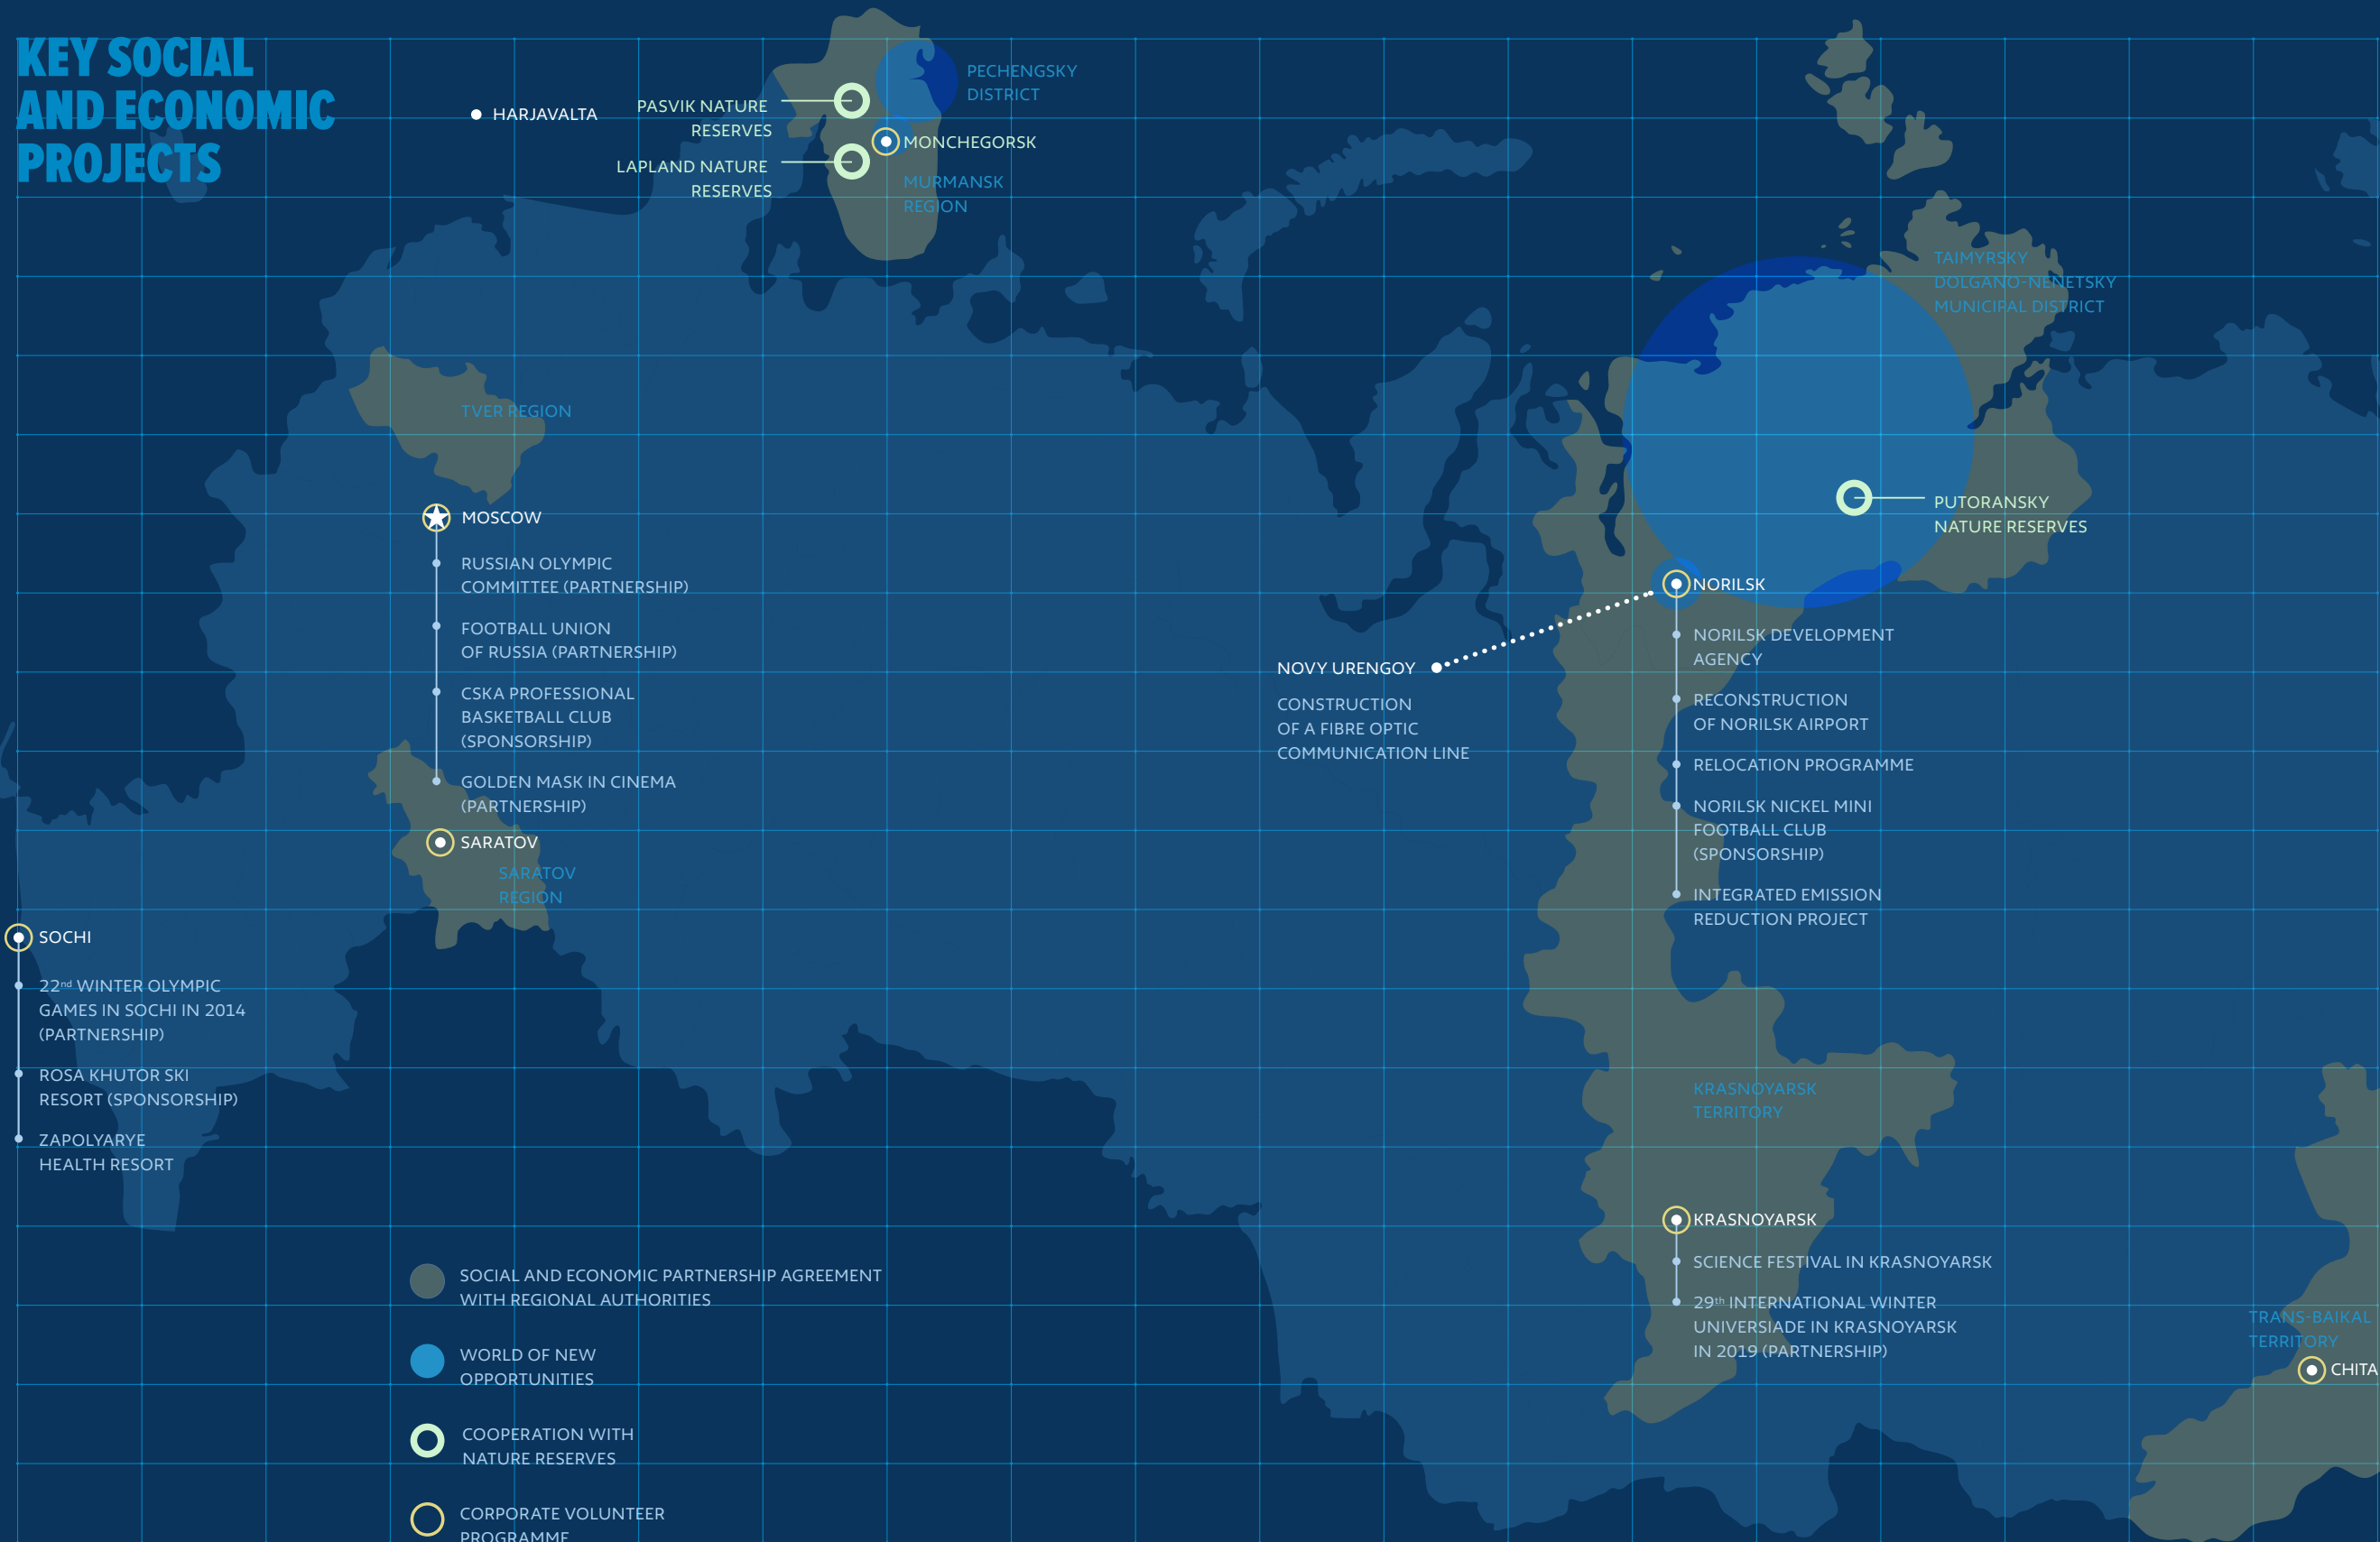 KEY SOCIAL
AND ECONOMIC
PROJECTS
HARJAVALTA
PASVIK NATURE
RESERVES
LAPLAND NATURE
RESERVES
PECHENGSKY
DISTRICT
MONCHEGORSK
MURMANSK
REGION
TAIMYRSKY
DOLGANO-NENETSKY
MUNICIPAL DISTRICT
TVER REGION
MOSCOW
RUSSIAN OLYMPIC
COMMITTEE (PARTNERSHIP)
FOOTBALL UNION
OF RUSSIA (PARTNERSHIP)
CSKA PROFESSIONAL
BASKETBALL CLUB
(SPONSORSHIP)
GOLDEN MASK IN CINEMA
(PARTNERSHIP)
SARATOV
SARATOV
REGION
PUTORANSKY
NATURE RESERVES
NORILSK
NORILSK DEVELOPMENT
AGENCY
RECONSTRUCTION
OF NORILSK AIRPORT
RELOCATION PROGRAMME
NORILSK NICKEL MINI
FOOTBALL CLUB
(SPONSORSHIP)
INTEGRATED EMISSION
REDUCTION PROJECT
NOVY URENGOY
CONSTRUCTION
OF A FIBRE OPTIC
COMMUNICATION LINE
SOCHI
22nd WINTER OLYMPIC
GAMES IN SOCHI IN 2014
(PARTNERSHIP)
ROSA KHUTOR SKI
RESORT (SPONSORSHIP)
ZAPOLYARYE
HEALTH RESORT
KRASNOYARSK
TERRITORY
KRASNOYARSK
SCIENCE FESTIVAL IN KRASNOYARSK
29th INTERNATIONAL WINTER
UNIVERSIADE IN KRASNOYARSK
IN 2019 (PARTNERSHIP)
TRANS-BAIKAL
TERRITORY
CHITA
SOCIAL AND ECONOMIC PARTNERSHIP AGREEMENT
WITH REGIONAL AUTHORITIES
WORLD OF NEW
OPPORTUNITIES
COOPERATION WITH
NATURE RESERVES
CORPORATE VOLUNTEER
PROGRAMME